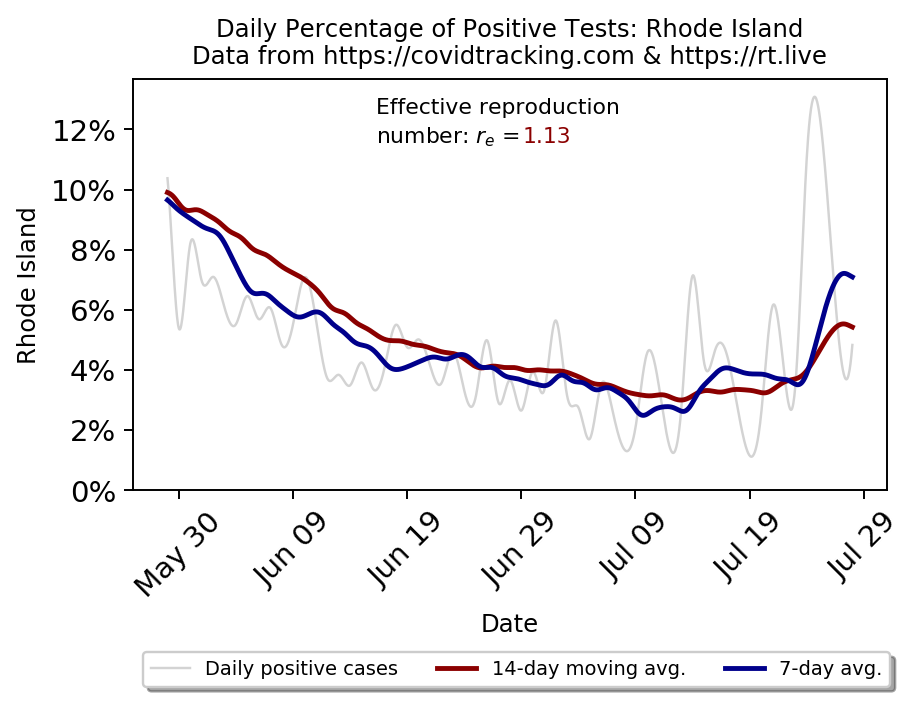 Daily Percentage of Positive Tests: Rhode Island
Data from https://covidtracking.com & https://rt.live
Effective reproduction
number: rₑ =1.13
12%
10%
8%
6%
4%
2%
0%
Rhode Island
May 30
Jun 09
Jun 19
Jun 29
Jul 09
Jul 19
Jul 29
Date
Daily positive cases
14-day moving avg.
7-day avg.